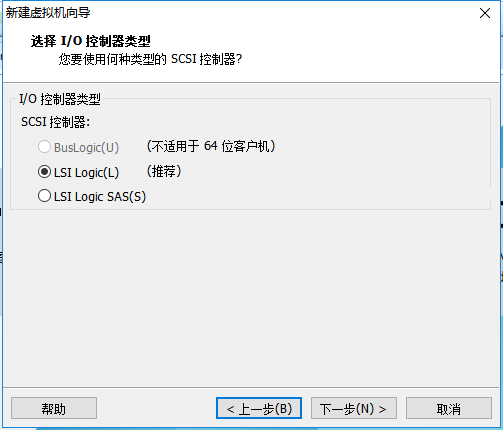 新建虚拟机向导
选择 I/O 控制器类型
您要使用何种类型的 SCSI 控制器?
I/O 控制器类型
SCSI 控制器:
BusLogic(U) (不适用于 64 位客户机)
LSI Logic(L) (推荐)
LSI Logic SAS(S)
帮助 < 上一步(B) 下一步(N) > 取消